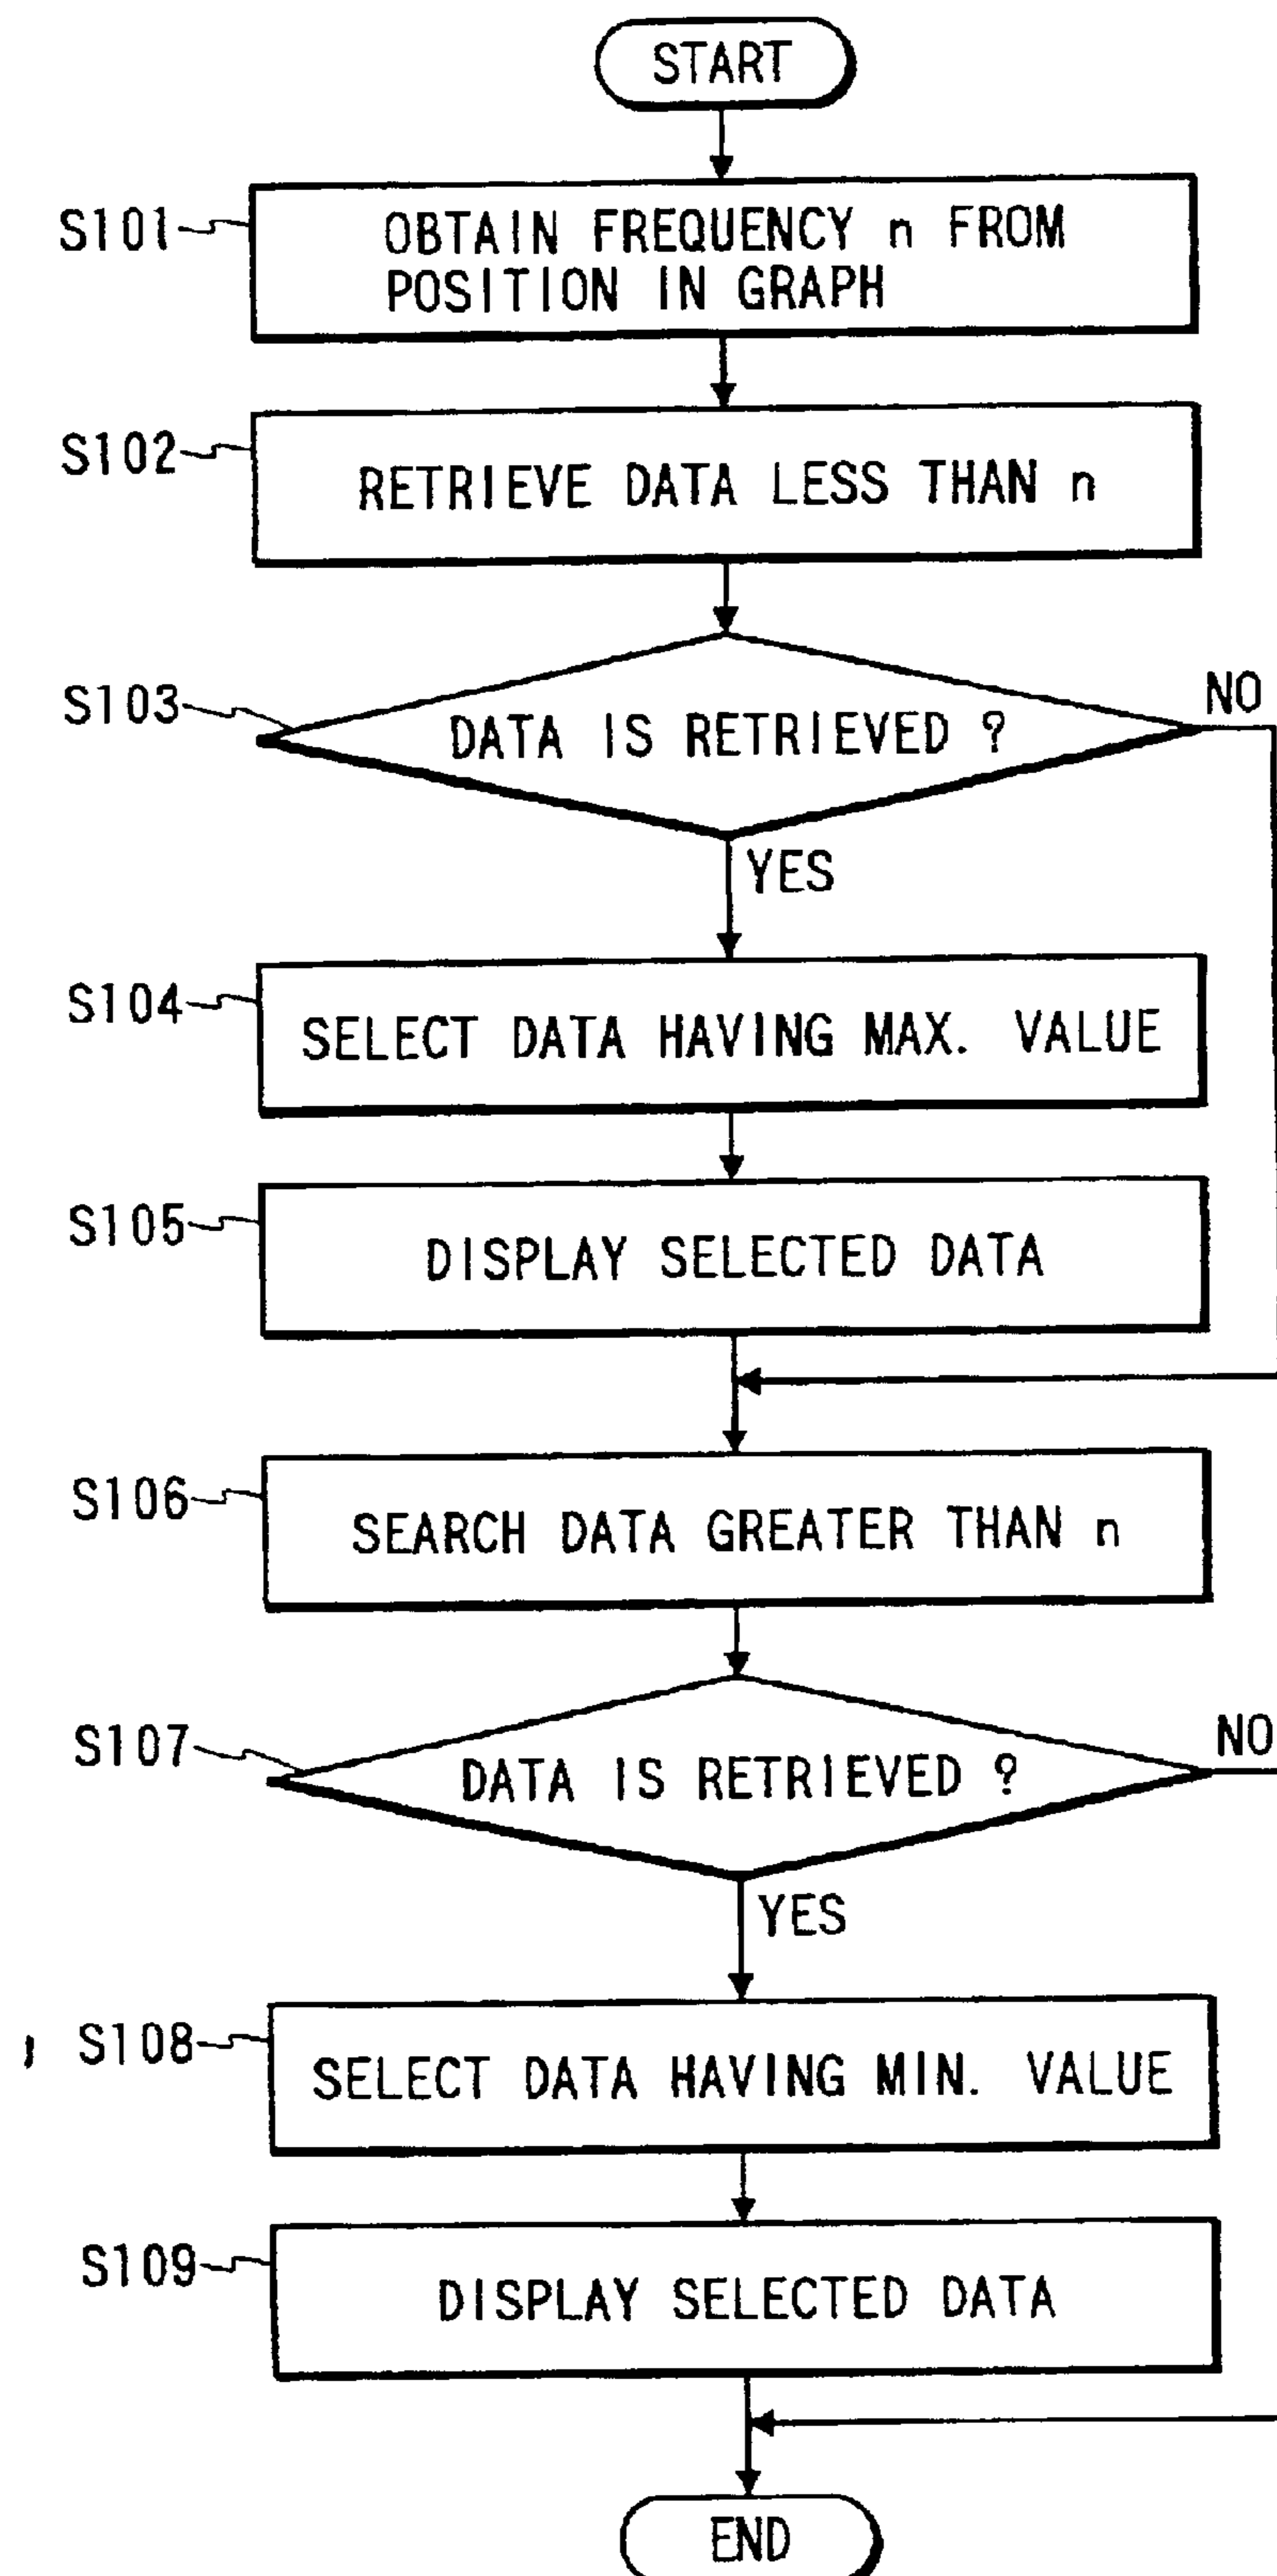 START
S101
OBTAIN FREQUENCY n FROM
POSITION IN GRAPH
S102
RETRIEVE DATA LESS THAN n
S103
DATA IS RETRIEVED ?
NO
YES
S104
SELECT DATA HAVING MAX. VALUE
S105
DISPLAY SELECTED DATA
S106
SEARCH DATA GREATER THAN n
S107
DATA IS RETRIEVED ?
NO
YES
S108
SELECT DATA HAVING MIN. VALUE
S109
DISPLAY SELECTED DATA
END